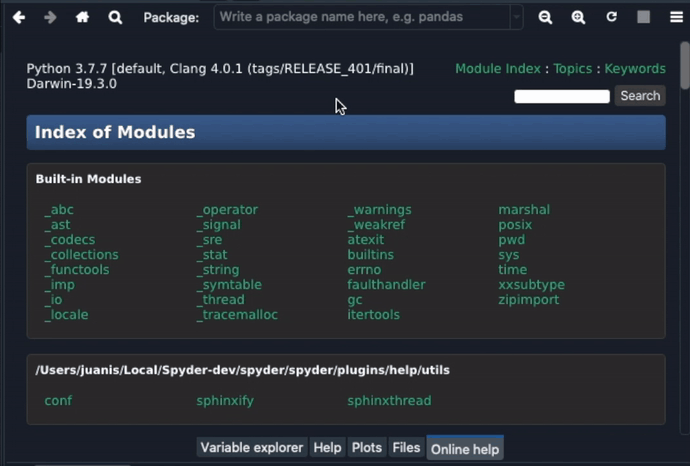 Package: Write a package name here, e.g. pandas
Python 3.7.7 [default, Clang 4.0.1 (tags/RELEASE_401/final)]
Darwin-19.3.0
Module Index : Topics : Keywords
Search
Index of Modules
Built-in Modules
_abc _operator _warnings marshal
_ast _signal _weakref posix
_codecs _sre atexit pwd
_collections _stat builtins sys
_functools _string errno time
_imp _symtable faulthandler xxsubtype
_io _thread gc zipimport
_locale _tracemalloc itertools
/Users/juanis/Local/Spyder-dev/spyder/spyder/plugins/help/utils
conf sphinxify sphinxthread
Variable explorer Help Plots Files Online help